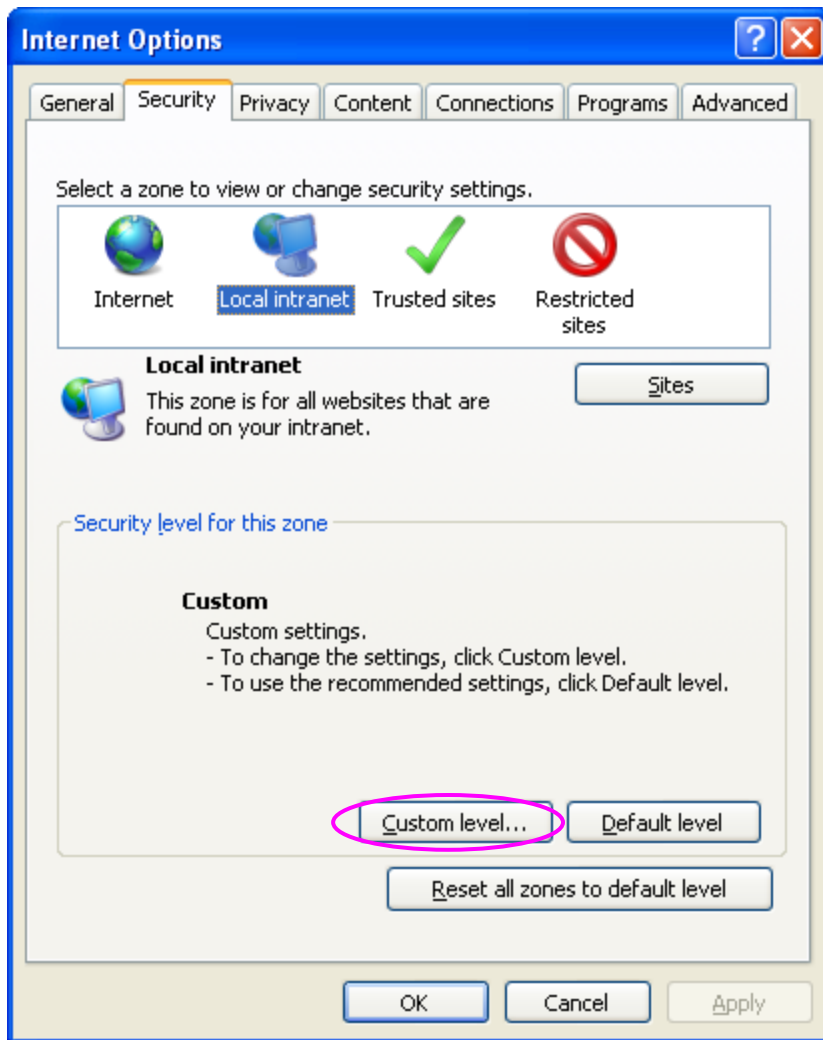 Internet Options
General Security Privacy Content Connections Programs Advanced
Select a zone to view or change security settings.
Internet Local intranet Trusted sites Restricted sites
Local intranet
Sites
This zone is for all websites that are
found on your intranet.
Security level for this zone
Custom
Custom settings.
- To change the settings, click Custom level.
- To use the recommended settings, click Default level.
Custom level... Default level
Reset all zones to default level
OK Cancel Apply